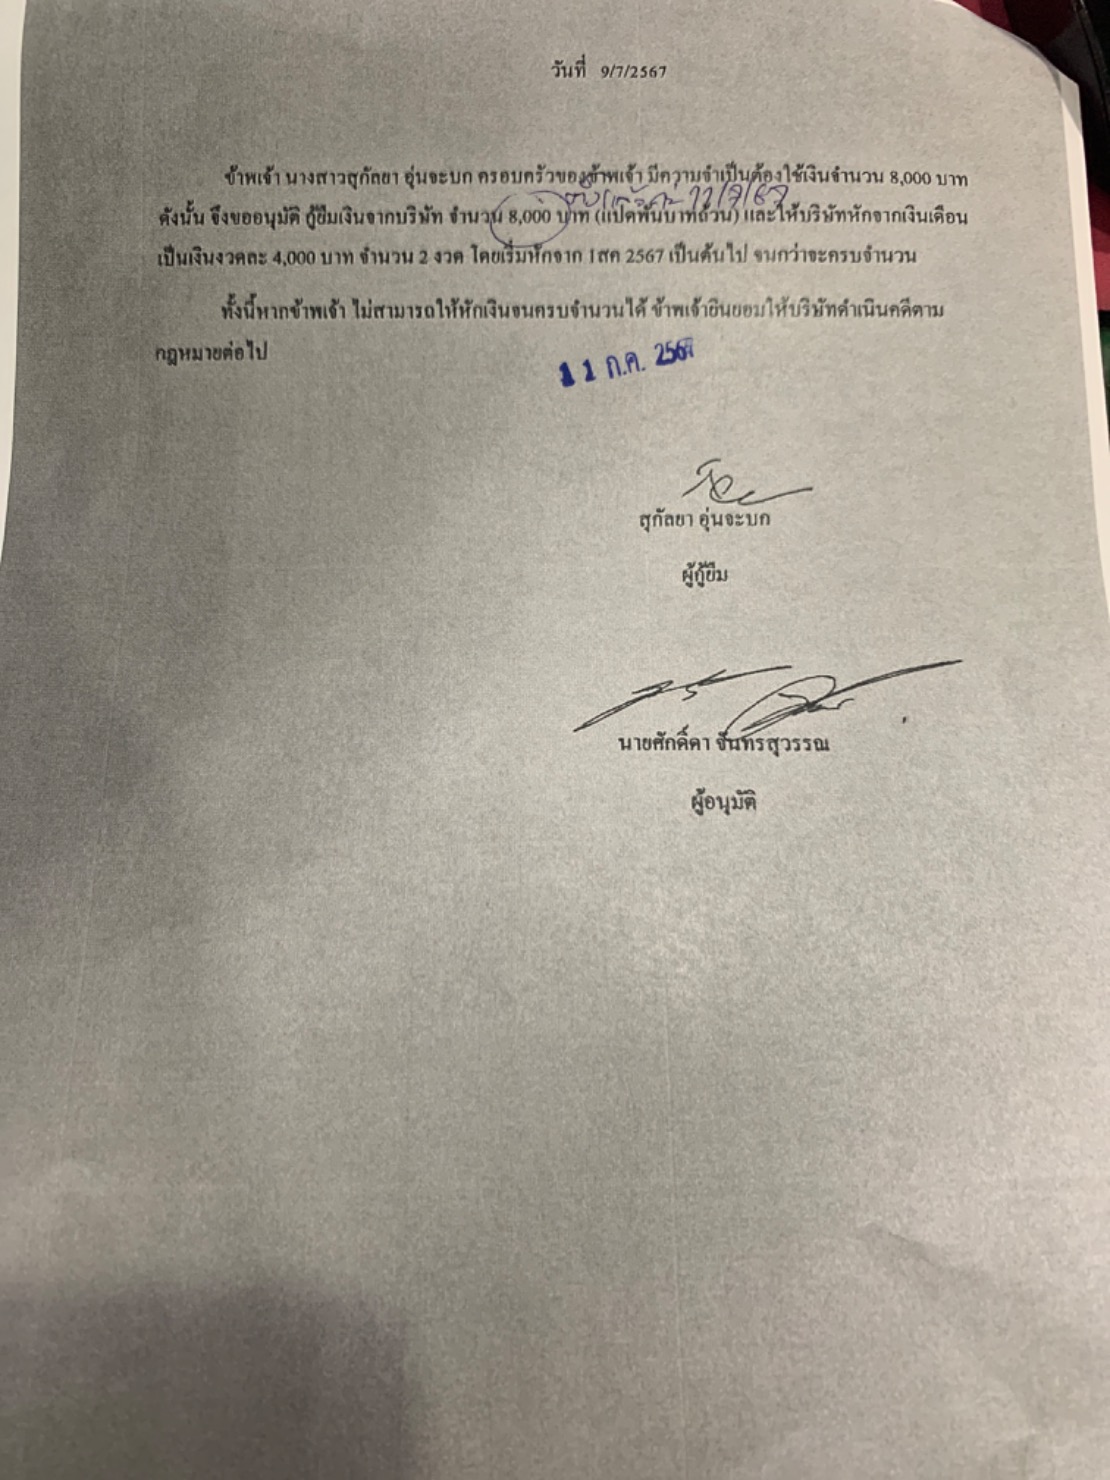 วันที่ 9/7/2567
ข้าพเจ้า นางสาวสุกัลยา อุ่นจะบก ครอบครัวของข้าพเจ้า มีความจำเป็นต้องใช้เงินจำนวน 8,000 บาท
11/7/67
ดังนั้น จึงขออนุมัติ กู้ยืมเงินจากบริษัท จำนวน 8,000 บาท (แปดพันบาทถ้วน) และให้บริษัทหักจากเงินเดือน
เป็นเงินงวดละ 4,000 บาท จำนวน 2 งวด โดยเริ่มหักจาก 1สค 2567 เป็นต้นไป จนกว่าจะครบจำนวน
ทั้งนี้หากข้าพเจ้า ไม่สามารถให้หักเงินจนครบจำนวนได้ ข้าพเจ้ายินยอมให้บริษัทดำเนินคดีตาม
กฎหมายต่อไป
11 ก.ค. 2567
สุกัลยา อุ่นจะบก
ผู้กู้ยืม
นายศักดิ์ดา จันทรสุวรรณ
ผู้อนุมัติ